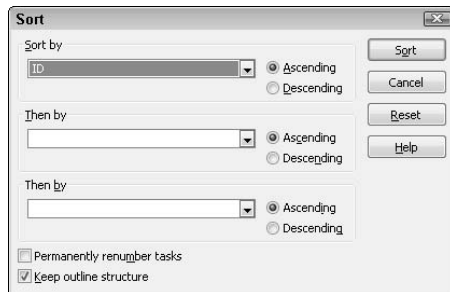 Sort
Sort by
ID
Ascending
Descending
Then by
Ascending
Descending
Then by
Ascending
Descending
Permanently renumber tasks
Keep outline structure
Sort
Cancel
Reset
Help